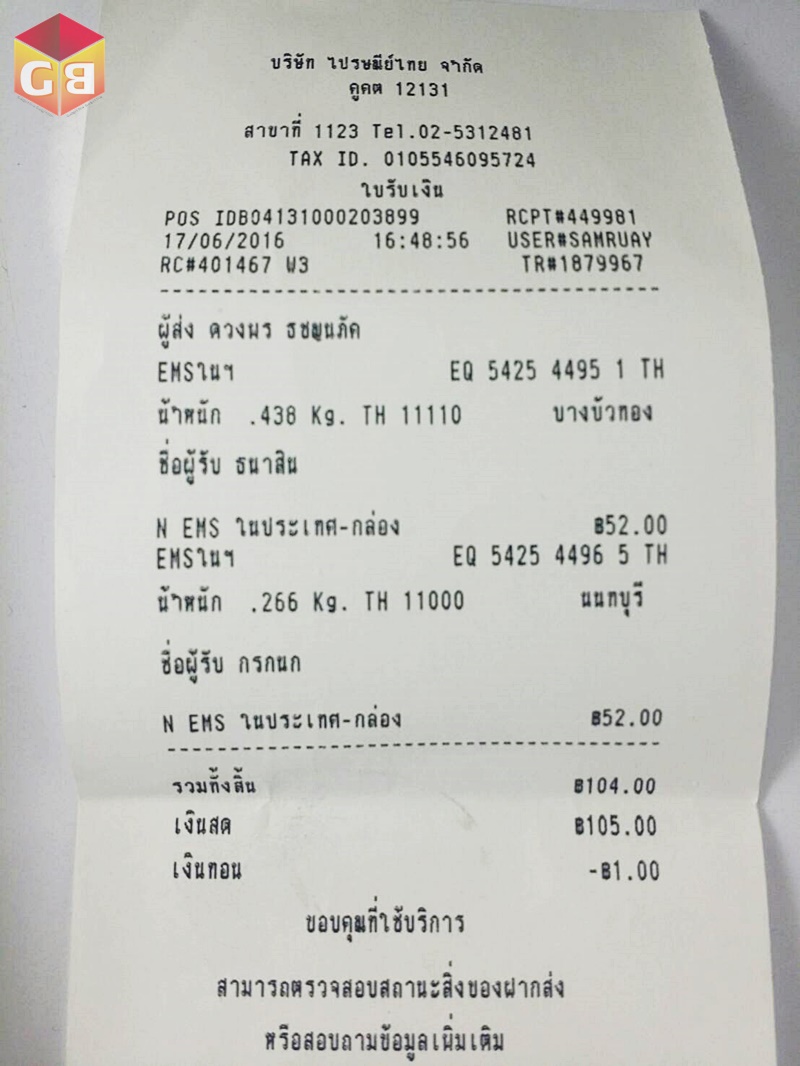 GB
บริษัท ไปรษณีย์ไทย จำกัด
คูคต 12131
สาขาที่ 1123 Tel.02-5312481
TAX ID. 0105546095724
ใบรับเงิน
POS IDB04131000203899 RCPT#449981
17/06/2016 16:48:56 USER#SAMRUAY
RC#401467 W3 TR#1879967
ผู้ส่ง ดวงพร
EMSในฯ EQ 5425 4495 1 TH
น้ำหนัก .438 Kg. TH 11110 บางบัวทอง
ชื่อผู้รับ ธนาสิน
N EMS ในประเทศ-กล่อง ฿52.00
EMSในฯ EQ 5425 4496 5 TH
น้ำหนัก .266 Kg. TH 11000 นนทบุรี
ชื่อผู้รับ กรกนก
N EMS ในประเทศ-กล่อง ฿52.00
รวมทั้งสิ้น ฿104.00
เงินสด ฿105.00
เงินทอน -฿1.00
ขอบคุณที่ใช้บริการ
สามารถตรวจสอบสถานะสิ่งของฝากส่ง
หรือสอบถามข้อมูลเพิ่มเติม